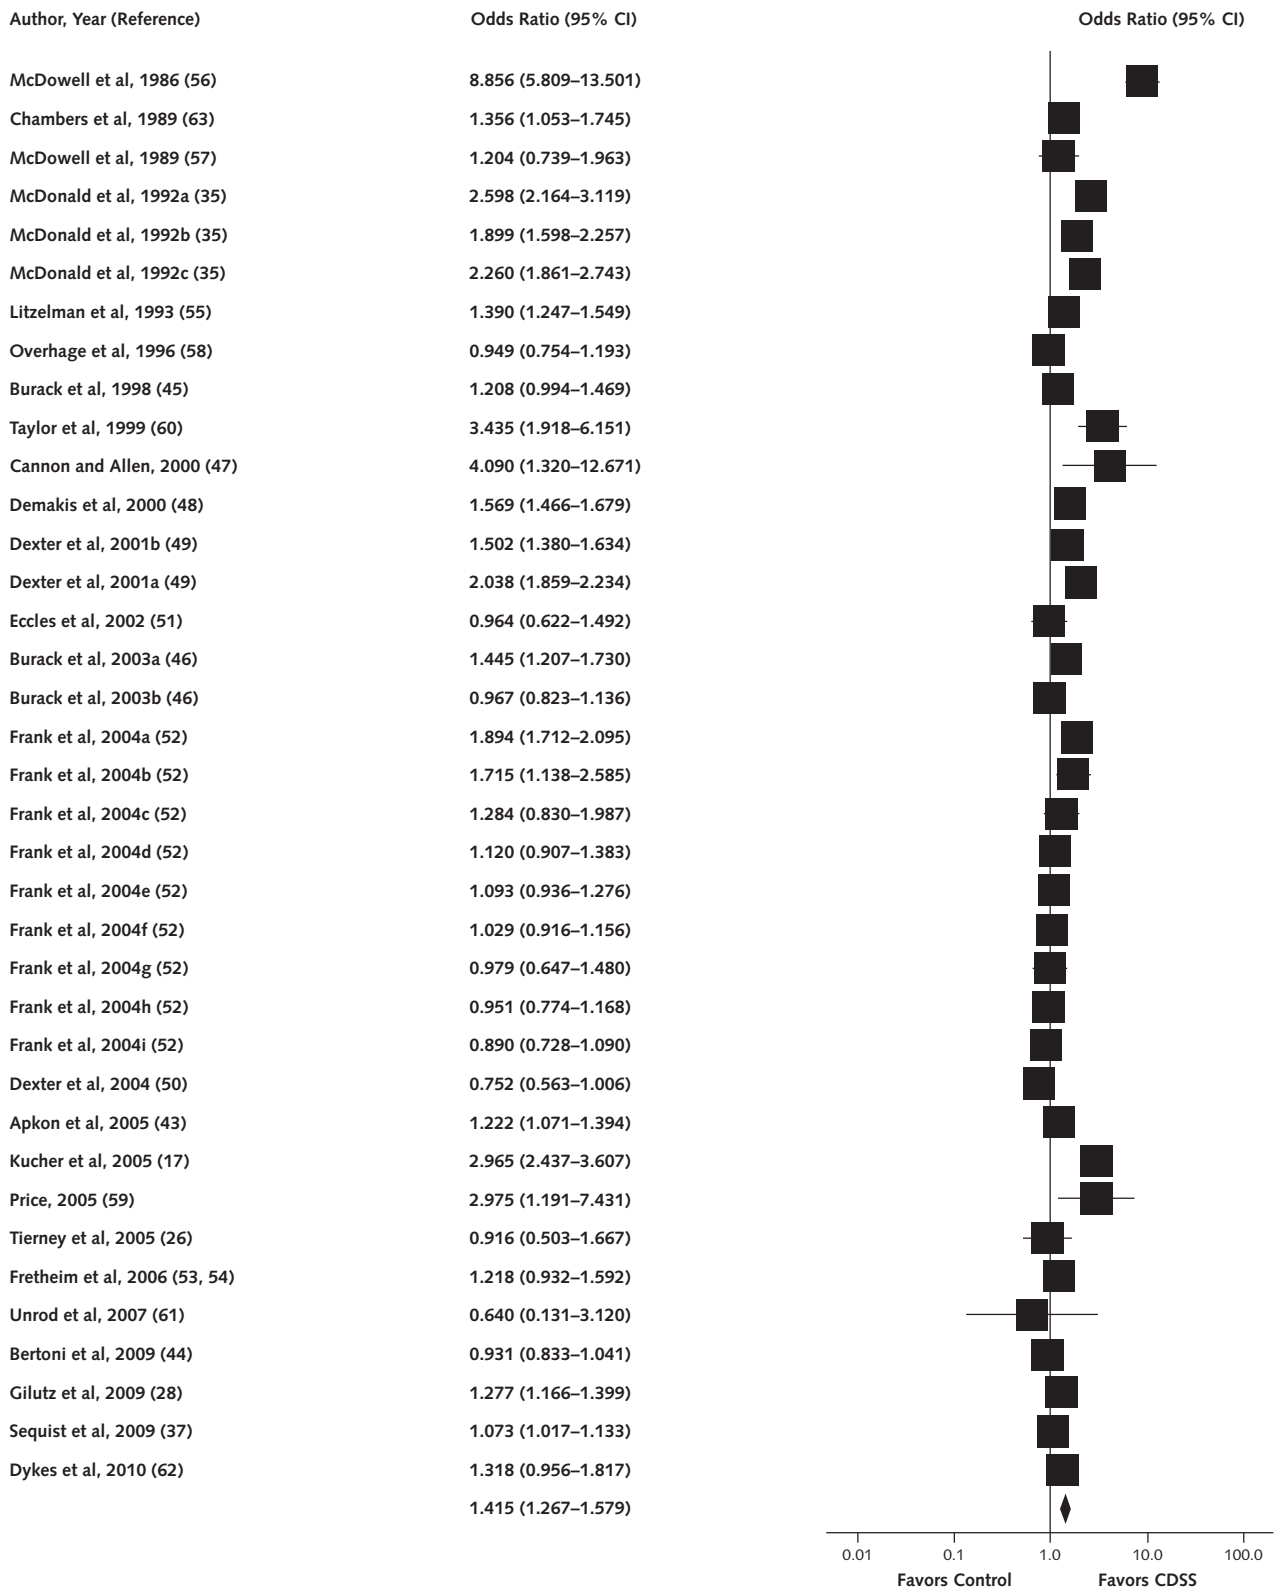 Author, Year (Reference) Odds Ratio (95% CI) Odds Ratio (95% CI)
McDowell et al, 1986 (56) 8.856 (5.809–13.501)
Chambers et al, 1989 (63) 1.356 (1.053–1.745)
McDowell et al, 1989 (57) 1.204 (0.739–1.963)
McDonald et al, 1992a (35) 2.598 (2.164–3.119)
McDonald et al, 1992b (35) 1.899 (1.598–2.257)
McDonald et al, 1992c (35) 2.260 (1.861–2.743)
Litzelman et al, 1993 (55) 1.390 (1.247–1.549)
Overhage et al, 1996 (58) 0.949 (0.754–1.193)
Burack et al, 1998 (45) 1.208 (0.994–1.469)
Taylor et al, 1999 (60) 3.435 (1.918–6.151)
Cannon and Allen, 2000 (47) 4.090 (1.320–12.671)
Demakis et al, 2000 (48) 1.569 (1.466–1.679)
Dexter et al, 2001b (49) 1.502 (1.380–1.634)
Dexter et al, 2001a (49) 2.038 (1.859–2.234)
Eccles et al, 2002 (51) 0.964 (0.622–1.492)
Burack et al, 2003a (46) 1.445 (1.207–1.730)
Burack et al, 2003b (46) 0.967 (0.823–1.136)
Frank et al, 2004a (52) 1.894 (1.712–2.095)
Frank et al, 2004b (52) 1.715 (1.138–2.585)
Frank et al, 2004c (52) 1.284 (0.830–1.987)
Frank et al, 2004d (52) 1.120 (0.907–1.383)
Frank et al, 2004e (52) 1.093 (0.936–1.276)
Frank et al, 2004f (52) 1.029 (0.916–1.156)
Frank et al, 2004g (52) 0.979 (0.647–1.480)
Frank et al, 2004h (52) 0.951 (0.774–1.168)
Frank et al, 2004i (52) 0.890 (0.728–1.090)
Dexter et al, 2004 (50) 0.752 (0.563–1.006)
Apkon et al, 2005 (43) 1.222 (1.071–1.394)
Kucher et al, 2005 (17) 2.965 (2.437–3.607)
Price, 2005 (59) 2.975 (1.191–7.431)
Tierney et al, 2005 (26) 0.916 (0.503–1.667)
Fretheim et al, 2006 (53, 54) 1.218 (0.932–1.592)
Unrod et al, 2007 (61) 0.640 (0.131–3.120)
Bertoni et al, 2009 (44) 0.931 (0.833–1.041)
Gilutz et al, 2009 (28) 1.277 (1.166–1.399)
Sequist et al, 2009 (37) 1.073 (1.017–1.133)
Dykes et al, 2010 (62) 1.318 (0.956–1.817)
1.415 (1.267–1.579)
0.01 0.1 1.0 10.0 100.0
Favors Control Favors CDSS